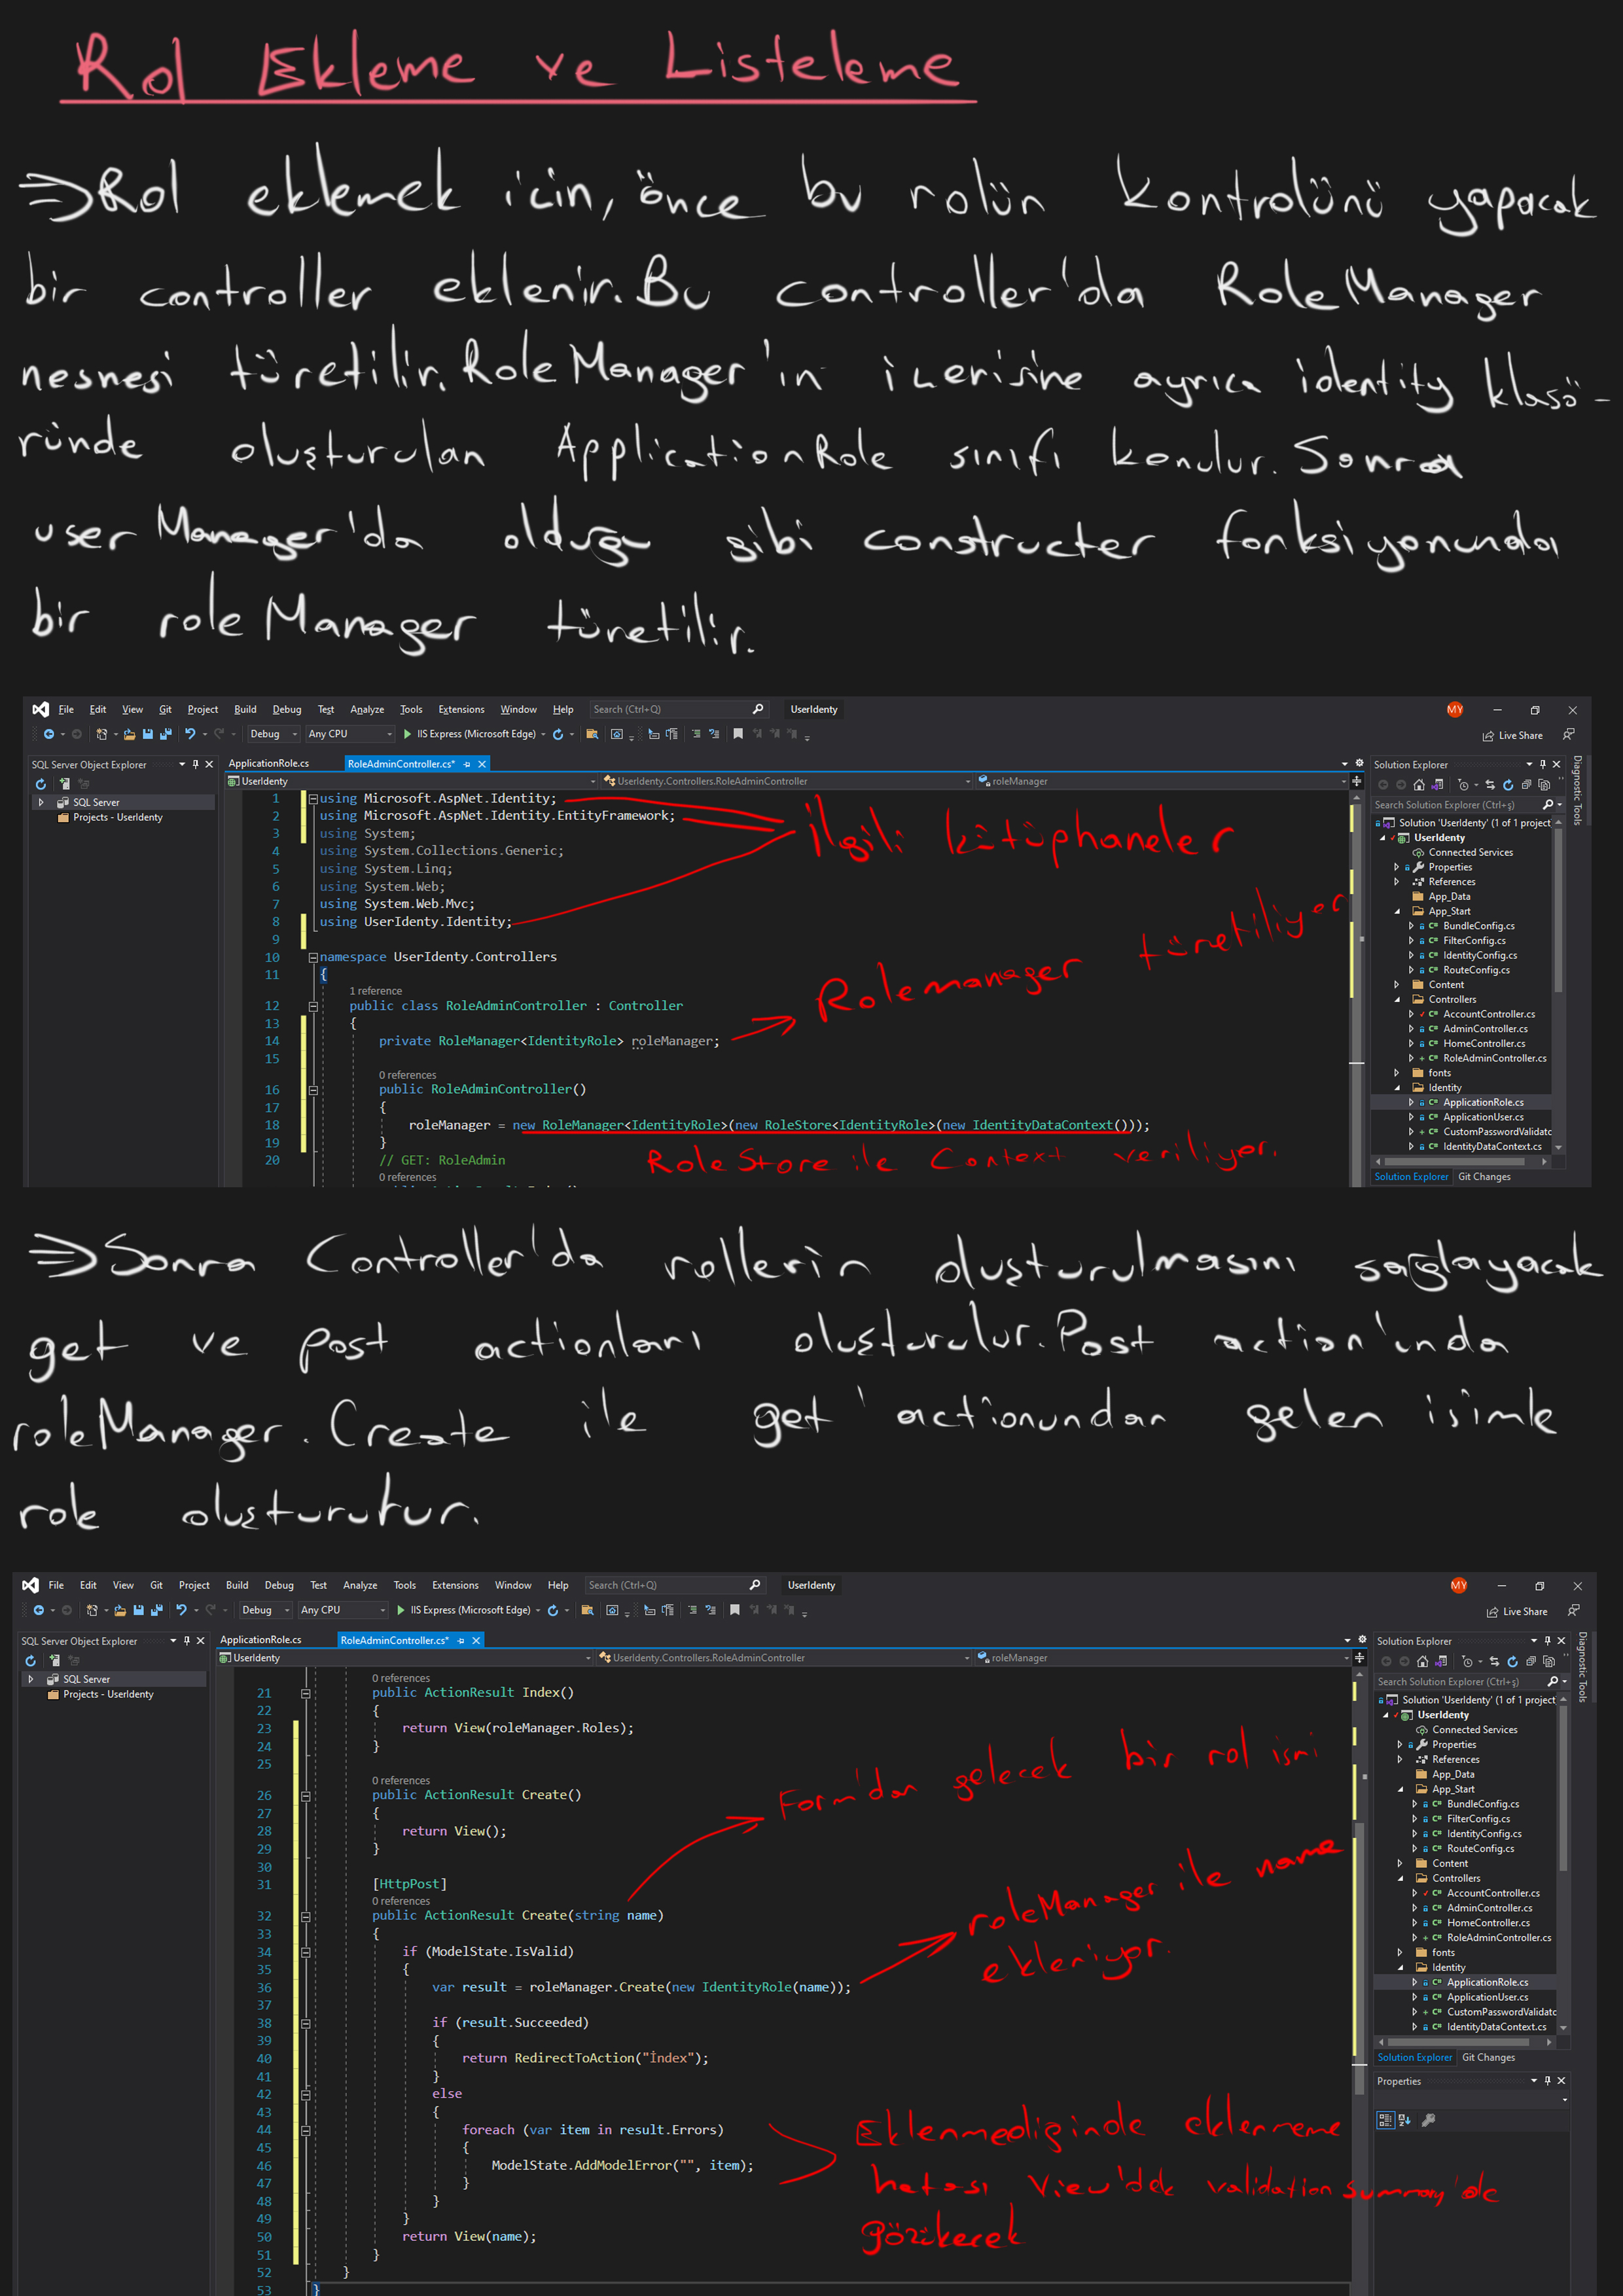 Rol Ekleme ve Listeleme
⇒Rol eklemek icin, önce bu rolün kontrolünü yapacak
bir controller eklenir. Bu controller'da RoleManager
nesnesi türetilir. RoleManager'in icerisine ayrıca identity klasö-
ründe oluşturulan ApplicationRole sınıfı konulur. Sonra
userManager'da olduğu gibi constructer fonksiyonunda
bir roleManager türetilir.
File Edit View Git Project Build Debug Test Analyze Tools Extensions Window Help Search (Ctrl+Q) UserIdenty MY
Debug Any CPU IIS Express (Microsoft Edge) Live Share
SQL Server Object Explorer
SQL Server
Projects - UserIdenty
ApplicationRole.cs RoleAdminController.cs*
UserIdenty UserIdenty.Controllers.RoleAdminController roleManager
1 using Microsoft.AspNet.Identity;
2 using Microsoft.AspNet.Identity.EntityFramework;
3 using System;
4 using System.Collections.Generic;
5 using System.Linq;
6 using System.Web;
7 using System.Web.Mvc;
8 using UserIdenty.Identity;
9
10 namespace UserIdenty.Controllers
11 {
1 reference
12 public class RoleAdminController : Controller
13 {
14 private RoleManager<IdentityRole> roleManager;
15
0 references
16 public RoleAdminController()
17 {
18 roleManager = new RoleManager<IdentityRole>(new RoleStore<IdentityRole>(new IdentityDataContext()));
19 }
20 // GET: RoleAdmin
0 references
İlgili kütüphaneler
Rolemanager türetiliyor
RoleStore ile Context veriliyor.
Solution Explorer
Search Solution Explorer (Ctrl+ş)
Solution 'UserIdenty' (1 of 1 project
UserIdenty
Connected Services
Properties
References
App_Data
App_Start
BundleConfig.cs
FilterConfig.cs
IdentityConfig.cs
RouteConfig.cs
Content
Controllers
AccountController.cs
AdminController.cs
HomeController.cs
RoleAdminController.cs
fonts
Identity
ApplicationRole.cs
ApplicationUser.cs
CustomPasswordValidatc
IdentityDataContext.cs
Solution Explorer Git Changes
Diagnostic Tools
⇒Sonra Controller'da rollerin oluşturulmasını sağlayacak
get ve post actionları oluşturulur. Post action'unda
roleManager.Create ile get actionundan gelen isimle
role oluşturulur.
File Edit View Git Project Build Debug Test Analyze Tools Extensions Window Help Search (Ctrl+Q) UserIdenty MY
Debug Any CPU IIS Express (Microsoft Edge) Live Share
SQL Server Object Explorer
SQL Server
Projects - UserIdenty
ApplicationRole.cs RoleAdminController.cs*
UserIdenty UserIdenty.Controllers.RoleAdminController roleManager
0 references
21 public ActionResult Index()
22 {
23 return View(roleManager.Roles);
24 }
25
0 references
26 public ActionResult Create()
27 {
28 return View();
29 }
30
31 [HttpPost]
0 references
32 public ActionResult Create(string name)
33 {
34 if (ModelState.IsValid)
35 {
36 var result = roleManager.Create(new IdentityRole(name));
37
38 if (result.Succeeded)
39 {
40 return RedirectToAction("İndex");
41 }
42 else
43 {
44 foreach (var item in result.Errors)
45 {
46 ModelState.AddModelError("", item);
47 }
48 }
49 }
50 return View(name);
51 }
52 }
53 }
Form'dan gelecek bir rol ismi
roleManager ile name
ekleniyor.
Eklenmediginde eklenmeme
hatası View'deki validation summary'de
gözükecek
Solution Explorer
Search Solution Explorer (Ctrl+ş)
Solution 'UserIdenty' (1 of 1 project
UserIdenty
Connected Services
Properties
References
App_Data
App_Start
BundleConfig.cs
FilterConfig.cs
IdentityConfig.cs
RouteConfig.cs
Content
Controllers
AccountController.cs
AdminController.cs
HomeController.cs
RoleAdminController.cs
fonts
Identity
ApplicationRole.cs
ApplicationUser.cs
CustomPasswordValidatc
IdentityDataContext.cs
Solution Explorer Git Changes
Properties
Diagnostic Tools